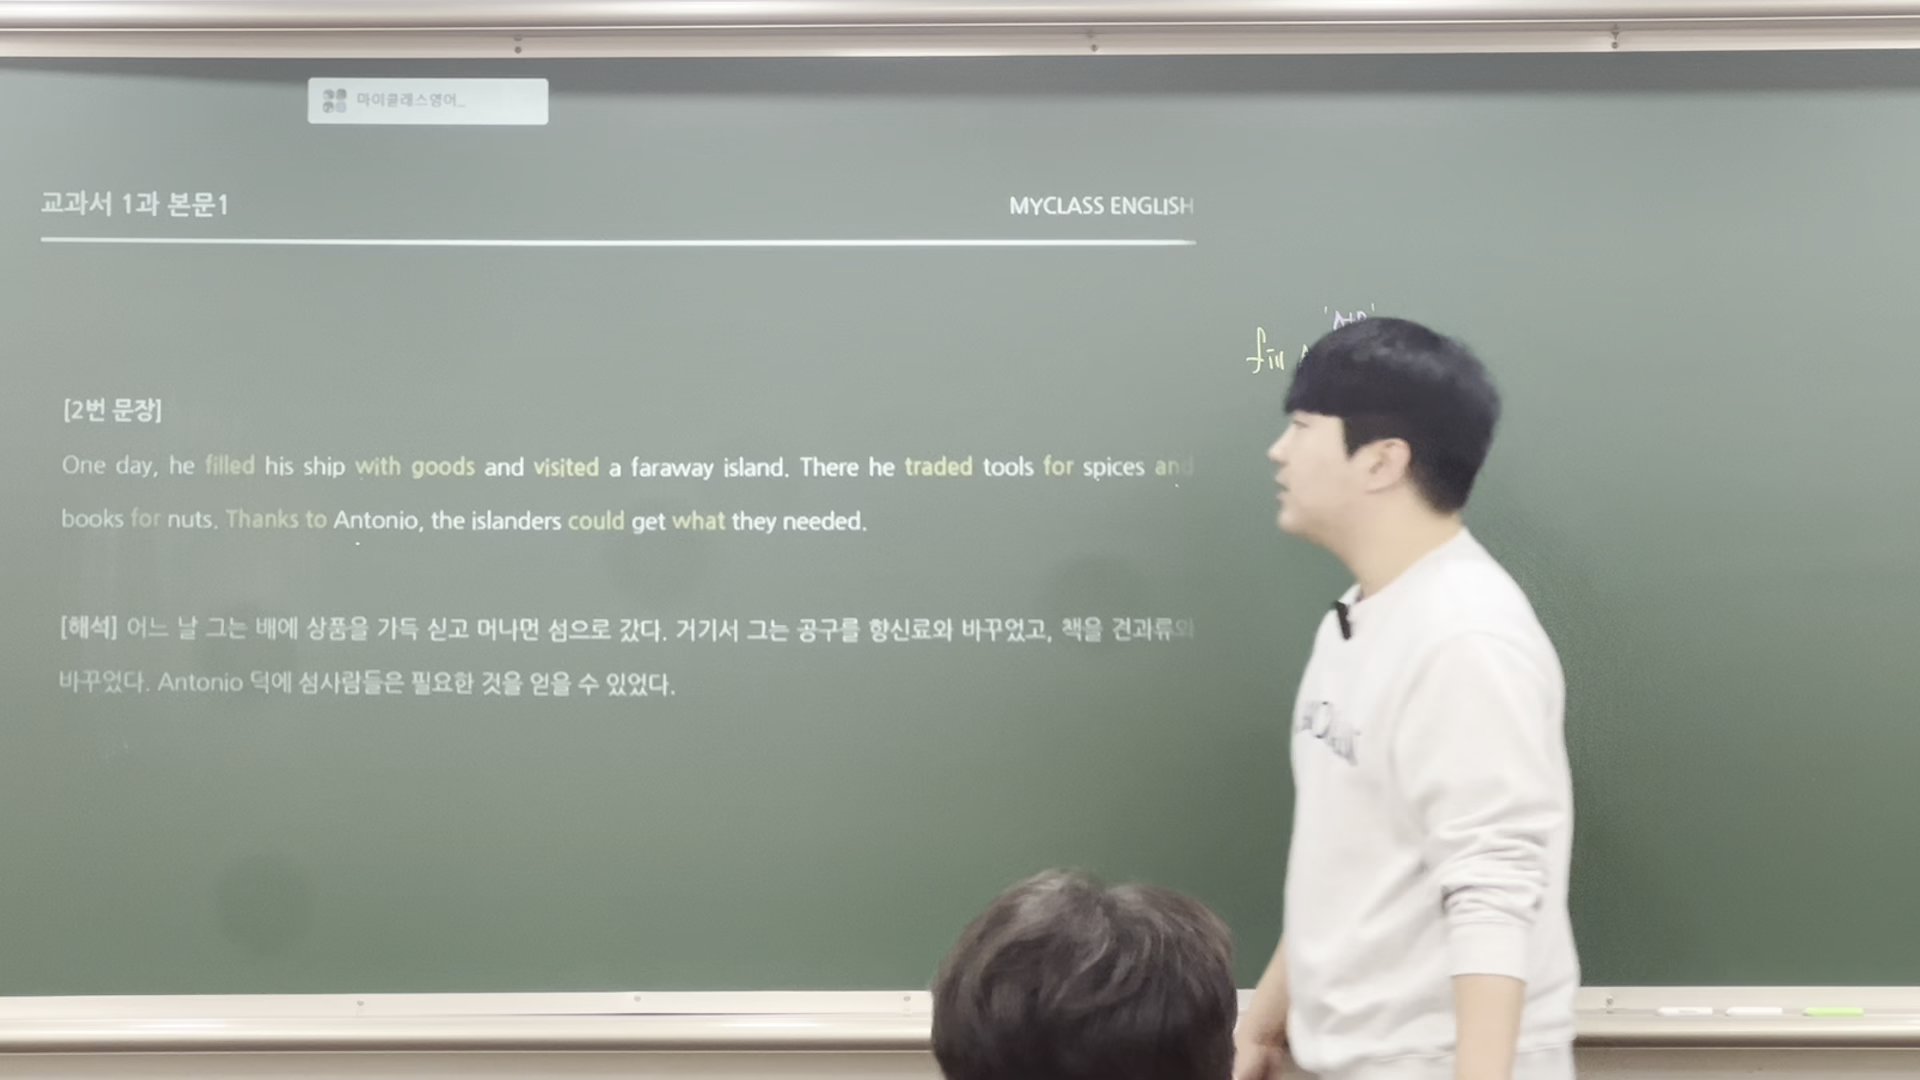 마이클래스영어_
교과서 1과 본문1
MYCLASS ENGLISH
[2번 문장]
One day, he filled his ship with goods and visited a faraway island. There he traded tools for spices and
books for nuts. Thanks to Antonio, the islanders could get what they needed.
[해석] 어느 날 그는 배에 상품을 가득 싣고 머나먼 섬으로 갔다. 거기서 그는 공구를 향신료와 바꾸었고, 책을 견과류와
바꾸었다. Antonio 덕에 섬사람들은 필요한 것을 얻을 수 있었다.
fill